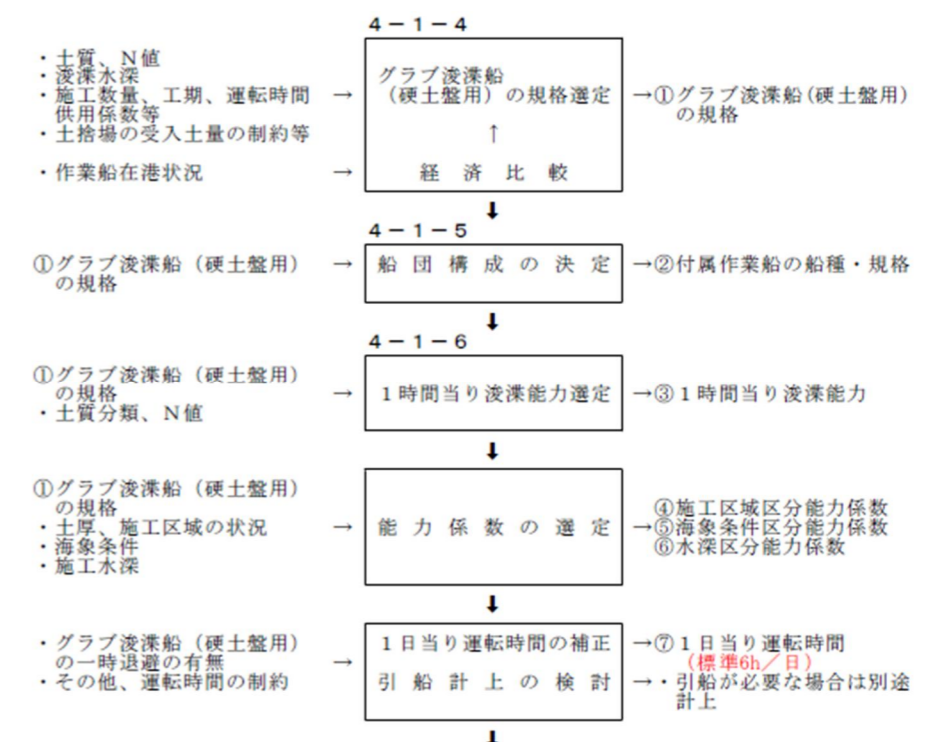 4-1-4
・土質、N値
・浚渫水深
・施工数量、工期、運転時間
供用係数等
・土捨場の受入土量の制約等
・作業船在港状況
→
→
グラブ浚渫船
(硬土盤用)の規格選定
↑
経済比較
→①グラブ浚渫船(硬土盤用)
の規格
⬇
4-1-5
①グラブ浚渫船(硬土盤用)
の規格
→
船団構成の決定
→②付属作業船の船種・規格
⬇
4-1-6
①グラブ浚渫船(硬土盤用)
の規格
・土質分類、N値
→
1時間当り浚渫能力選定
→③1時間当り浚渫能力
⬇
①グラブ浚渫船(硬土盤用)
の規格
・土厚、施工区域の状況
・海象条件
・施工水深
→
能力係数の選定
④施工区域区分能力係数
→⑤海象条件区分能力係数
⑥水深区分能力係数
⬇
・グラブ浚渫船(硬土盤用)
の一時退避の有無
・その他、運転時間の制約
→
1日当り運転時間の補正
引船計上の検討
→⑦1日当り運転時間
(標準6h/日)
→・引船が必要な場合は別途
計上
⬇